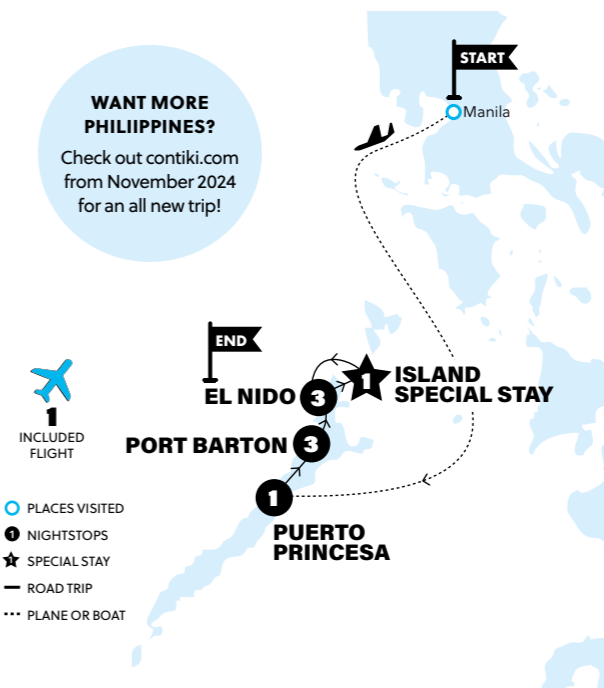 START
Manila
WANT MORE
PHILIIPPINES?
Check out contiki.com
from November 2024
for an all new trip!
END
1
ISLAND
SPECIAL STAY
EL NIDO 3
1
INCLUDED
FLIGHT
PORT BARTON 3
1
PUERTO
PRINCESA
PLACES VISITED
1 NIGHTSTOPS
1 SPECIAL STAY
ROAD TRIP
PLANE OR BOAT